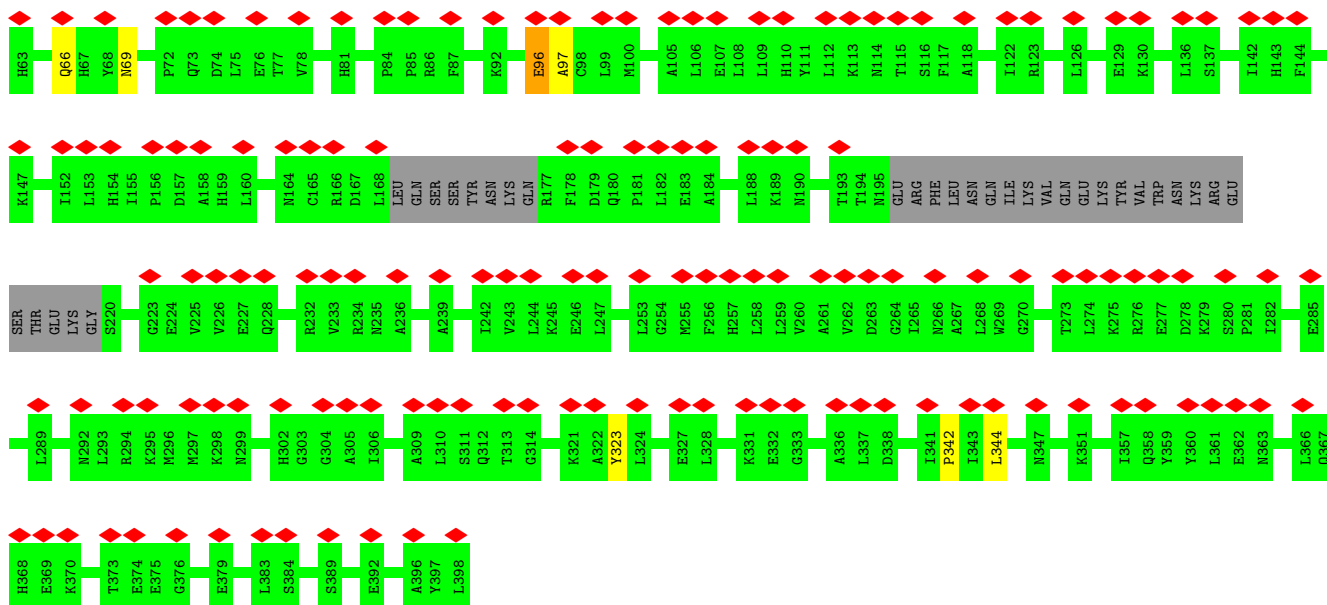 H63 Q66 H67 Y68 N69 P72 Q73 D74 L75 E76 T77 V78 H81 P84 P85 R86 F87 K92 E96 A97 C98 L99 M100 A105 L106 E107 L108 L109 H110 Y111 L112 K113 N114 T115 S116 F117 A118 I122 R123 L126 E129 K130 L136 S137 I142 H143 F144
K147 I152 L153 H154 I155 P156 D157 A158 H159 L160 N164 C165 R166 D167 L168 LEU GLN SER SER TYR ASN LYS GLN R177 F178 D179 Q180 P181 L182 E183 A184 L188 K189 N190 T193 T194 N195 GLU ARG PHE LEU ASN GLN ILE LYS VAL GLN GLU LYS TYR VAL TRP ASN LYS ARG GLU
SER THR GLU LYS GLY S220 G223 E224 V225 V226 E227 Q228 R232 V233 R234 N235 A236 A239 I242 V243 L244 K245 E246 L247 L253 G254 M255 F256 H257 L258 L259 V260 A261 V262 D263 G264 I265 N266 A267 L268 W269 G270 T273 L274 K275 R276 E277 D278 K279 S280 P281 I282 E285
L289 N292 L293 R294 K295 M296 M297 K298 N299 H302 G303 G304 A305 I306 A309 L310 S311 Q312 T313 G314 K321 A322 Y323 L324 E327 L328 K331 E332 G333 A336 L337 D338 I341 P342 I343 L344 N347 K351 I357 Q358 Y359 Y360 L361 E362 N363 L366 Q367
H368 E369 K370 T373 E374 E375 G376 E379 L383 S384 S389 E392 A396 Y397 L398